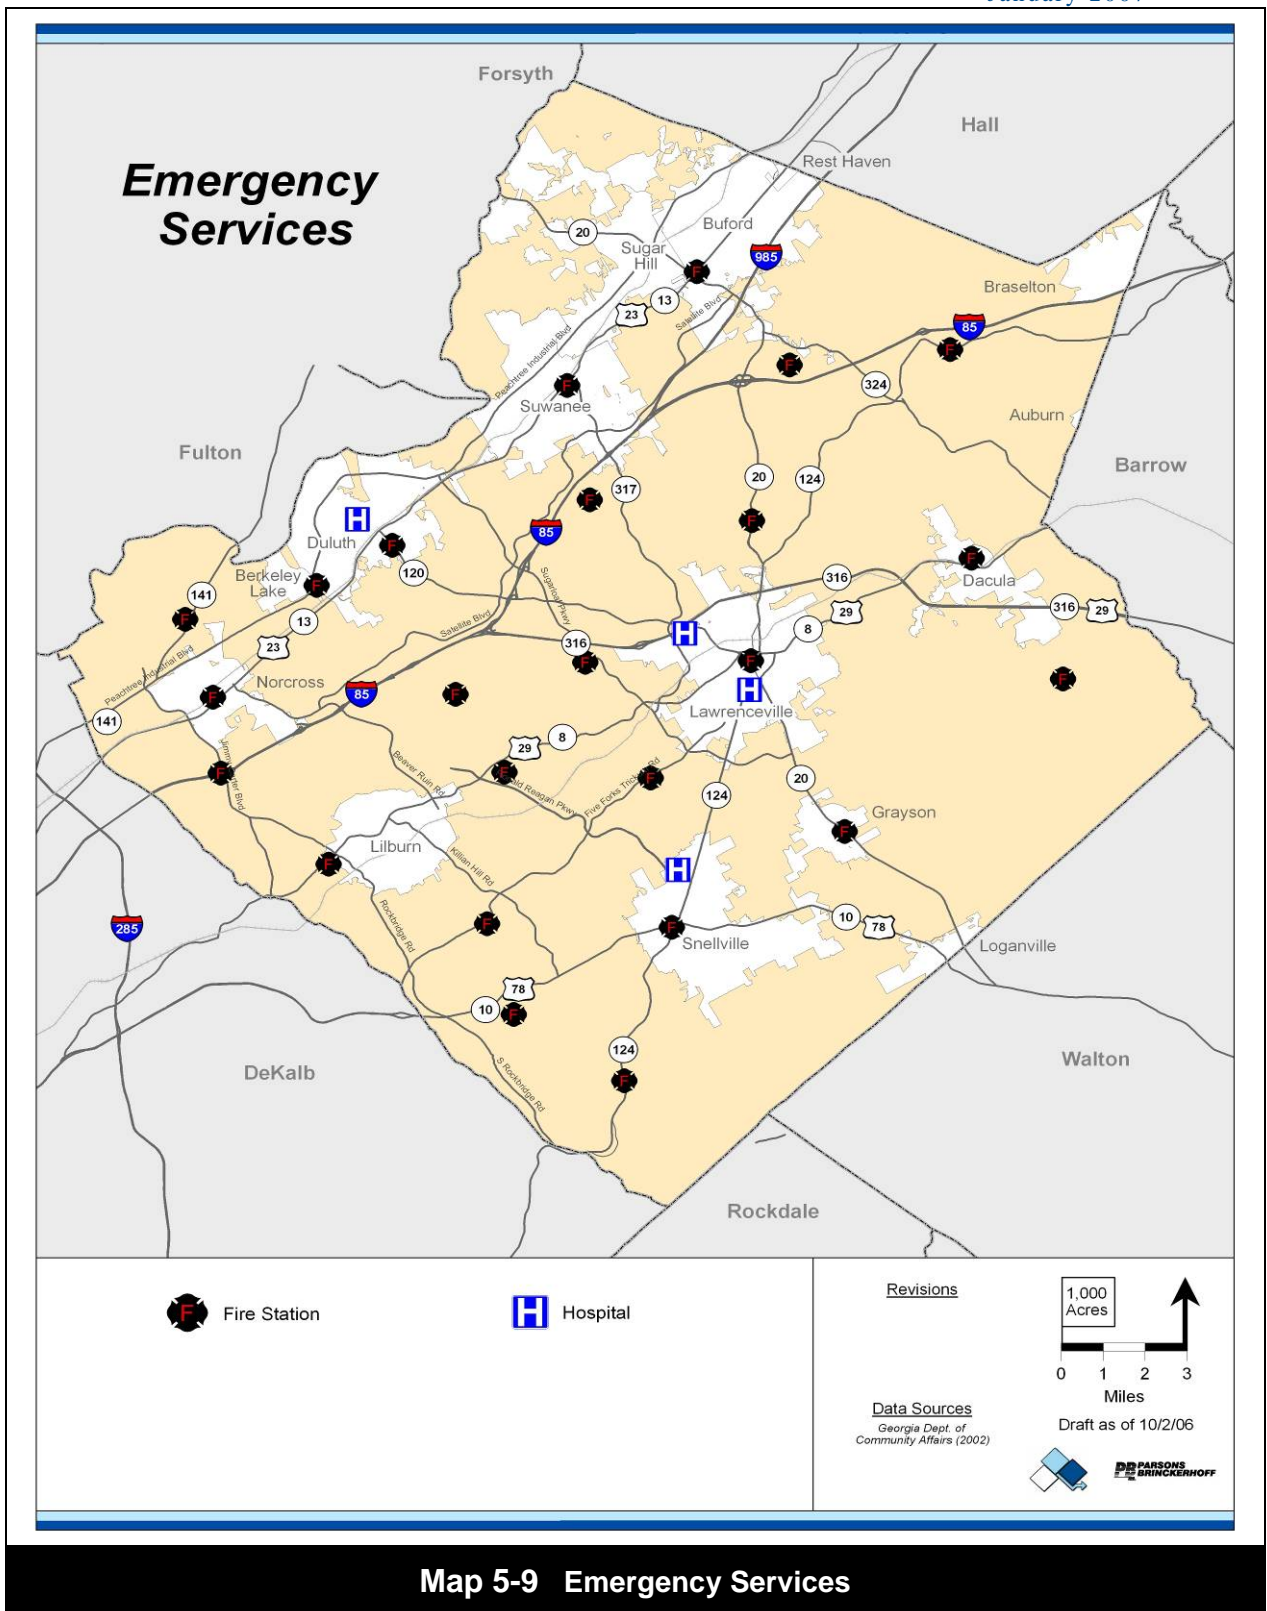 Emergency
Services
Forsyth
Hall
Rest Haven
Buford
Sugar
Hill
20
985
13
23
Satellite Blvd
Braselton
85
Peachtree Industrial Blvd
F
F
F
F
324
Suwanee
Auburn
Fulton
Barrow
317
20
124
F
F
H
85
Duluth
F
120
Berkeley
Lake
F
141
F
13
23
Satellite Blvd
Sugarloaf Pkwy
316
F
H
316
29
8
F
H
Dacula
F
316
29
F
Peachtree Industrial Blvd
Norcross
F
85
F
Lawrenceville
141
29
8
F
Beaver Ruin Rd
F
Five Forks Trickum Rd
F
124
20
Grayson
F
Lilburn
F
Killian Hill Rd
H
Rockbridge Rd
F
F
Snellville
10
78
Loganville
285
78
10
F
124
F
S Rockbridge Rd
DeKalb
Walton
Rockdale
F
Fire Station
H
Hospital
Revisions
1,000
Acres
0 1 2 3
Miles
Data Sources
Georgia Dept. of
Community Affairs (2002)
Draft as of 10/2/06
PARSONS
BRINCKERHOFF
Map 5-9 Emergency Services